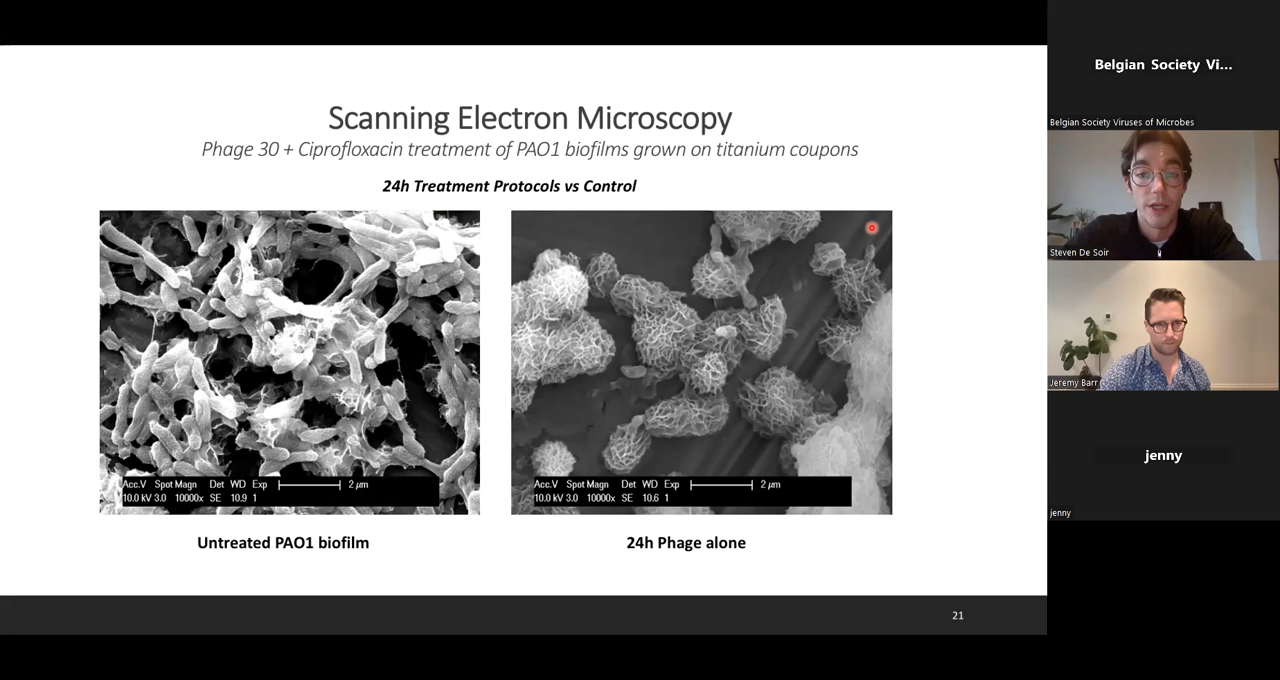 Scanning Electron Microscopy
Phage 30 + Ciprofloxacin treatment of PAO1 biofilms grown on titanium coupons
24h Treatment Protocols vs Control
Acc.V Spot Magn Det WD Exp 2 µm
10.0 kV 3.0 10000x SE 10.9 1
Acc.V Spot Magn Det WD Exp 2 µm
10.0 kV 3.0 10000x SE 10.6 1
Untreated PAO1 biofilm
24h Phage alone
21
Belgian Society Vi...
Belgian Society Viruses of Microbes
Steven De Soir
Jeremy Barr
jenny
jenny